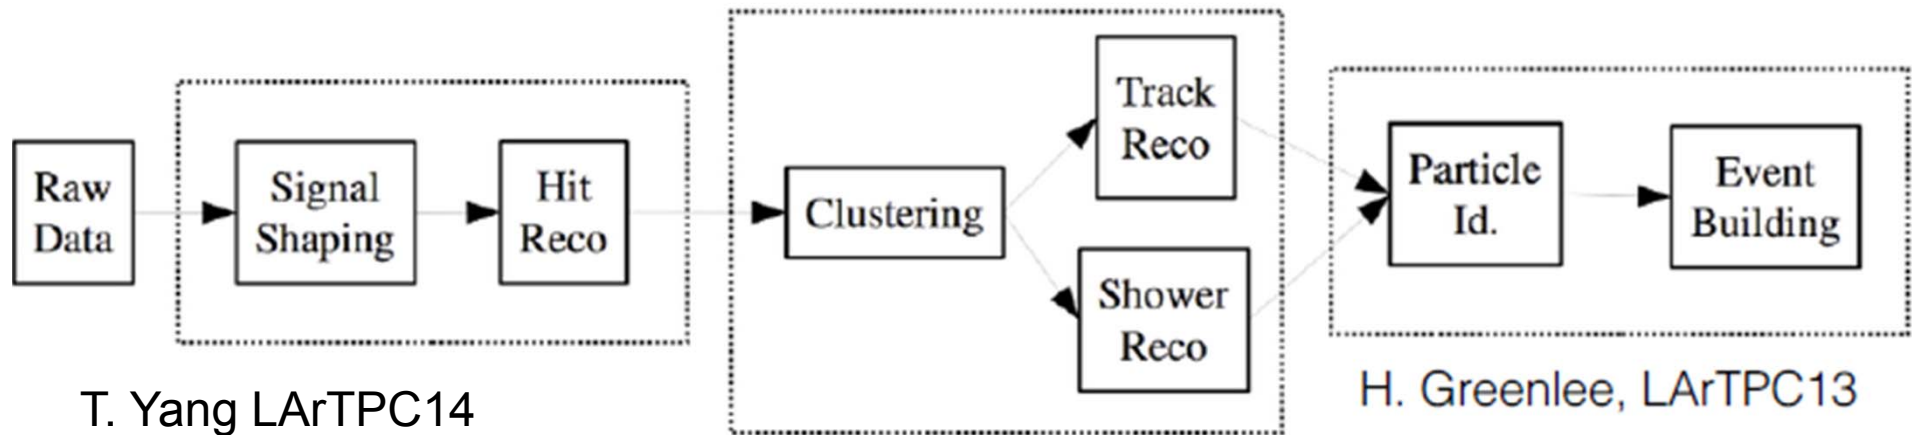 Raw
Data
Signal
Shaping
Hit
Reco
Clustering
Track
Reco
Shower
Reco
Particle
Id.
Event
Building
T. Yang LArTPC14
H. Greenlee, LArTPC13